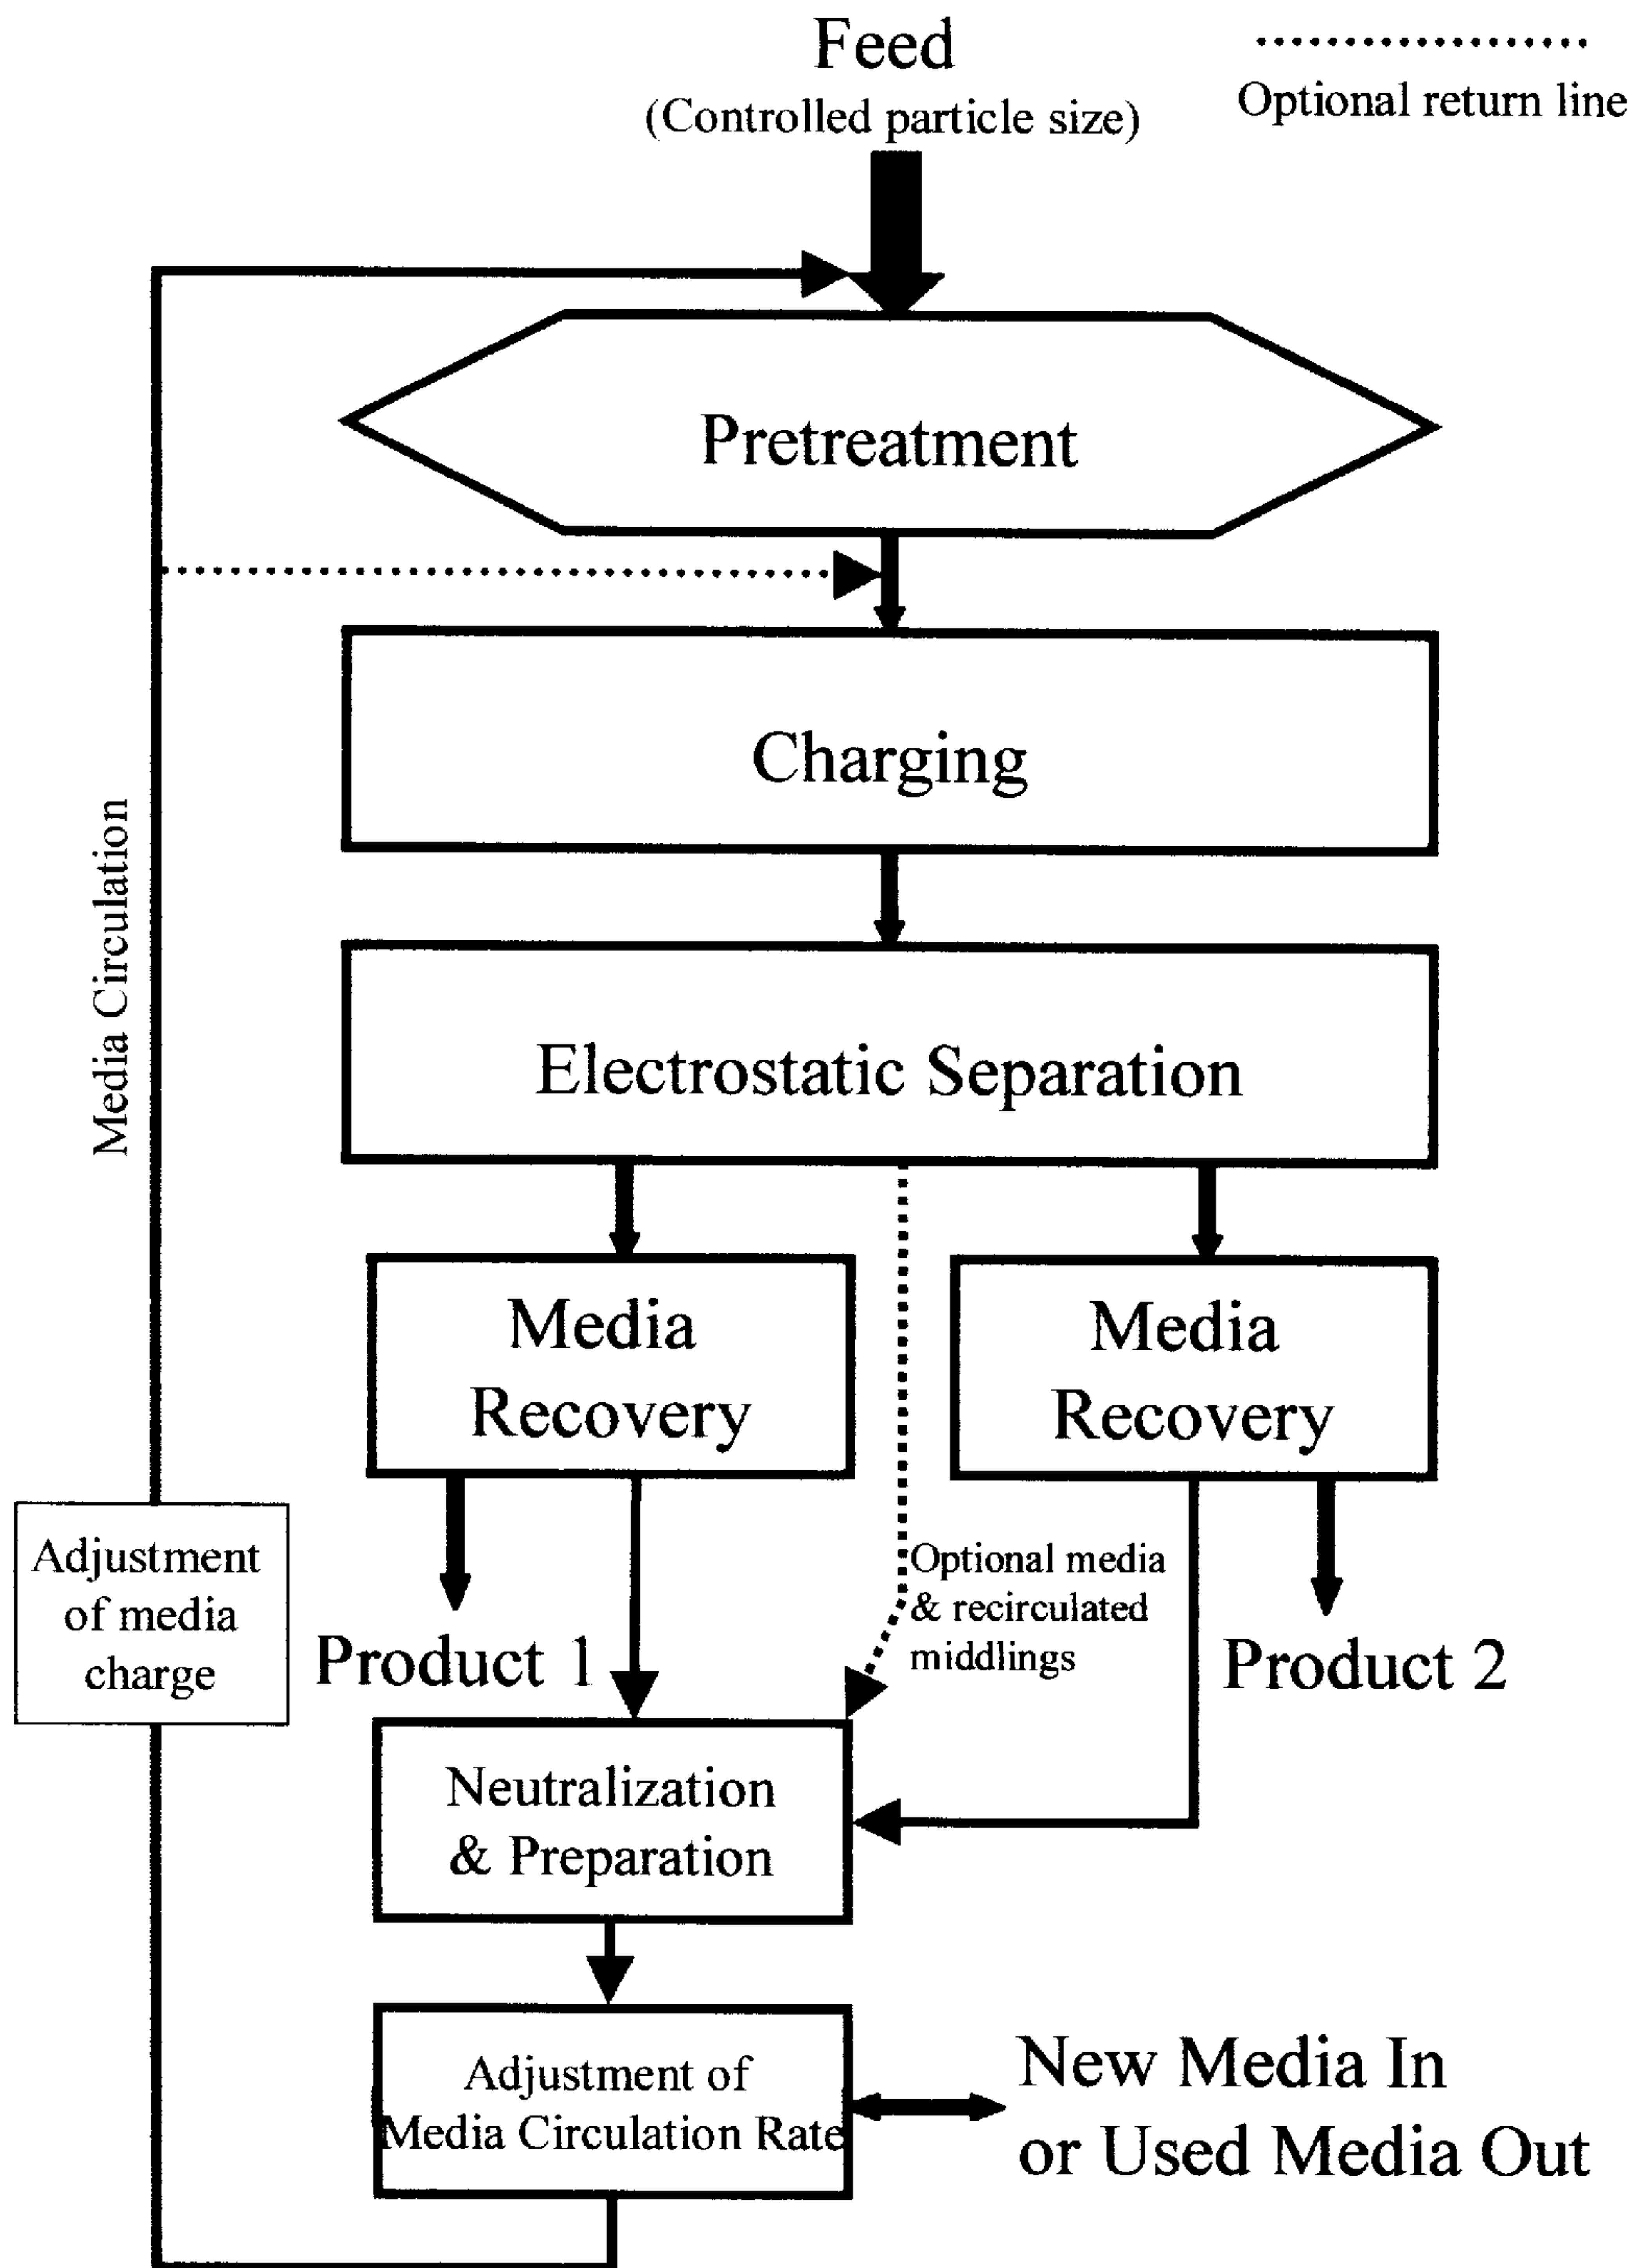 Feed
(Controlled particle size)
Optional return line
Pretreatment
Charging
Media Circulation
Electrostatic Separation
Media
Recovery
Media
Recovery
Adjustment
of media
charge
Optional media
& recirculated
middlings
Product 1
Product 2
Neutralization
& Preparation
Adjustment of
Media Circulation Rate
New Media In
or Used Media Out